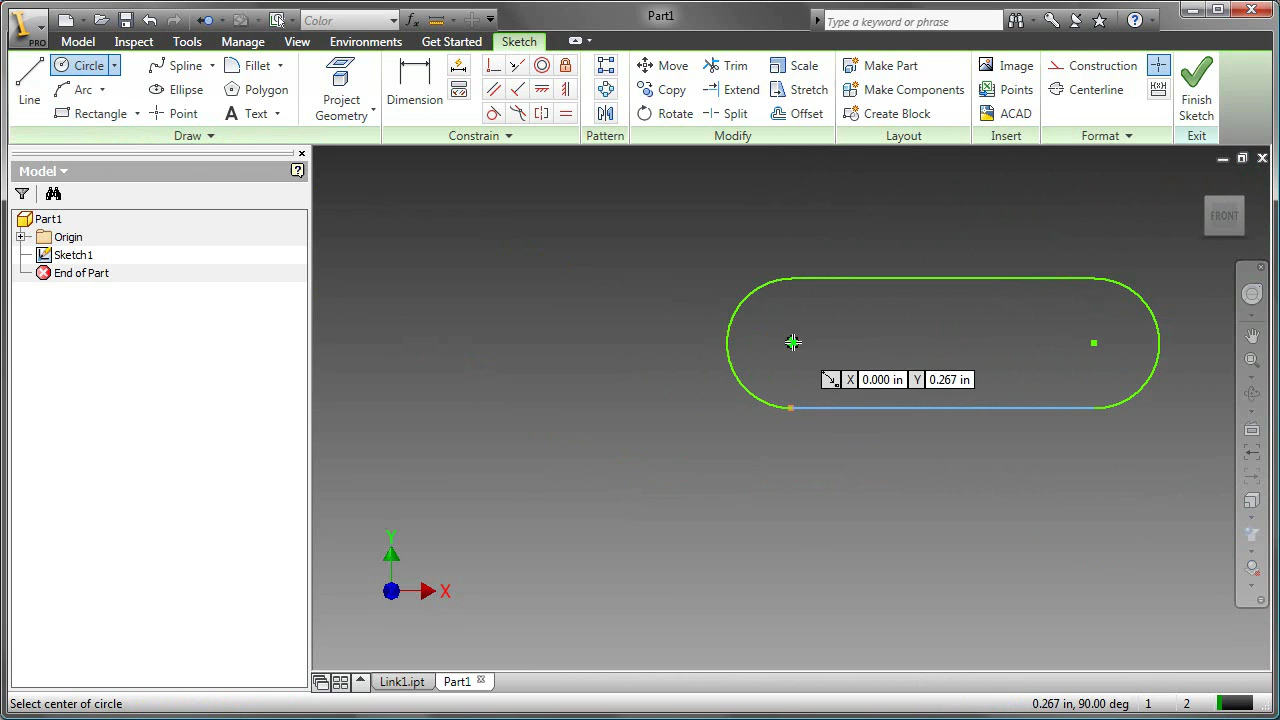 Color
Part1
Type a keyword or phrase
PRO
Model Inspect Tools Manage View Environments Get Started Sketch
Circle Spline Fillet Move Trim Scale Make Part Image Construction
Arc Ellipse Polygon Copy Extend Stretch Make Components Points Centerline
Rectangle Point Text Rotate Split Offset Create Block ACAD
Line Project Geometry Dimension Finish Sketch
Draw Constrain Pattern Modify Layout Insert Format Exit
Model
Part1
Origin
Sketch1
End of Part
FRONT
X 0.000 in Y 0.267 in
Y
X
Link1.ipt Part1
Select center of circle 0.267 in, 90.00 deg 1 2